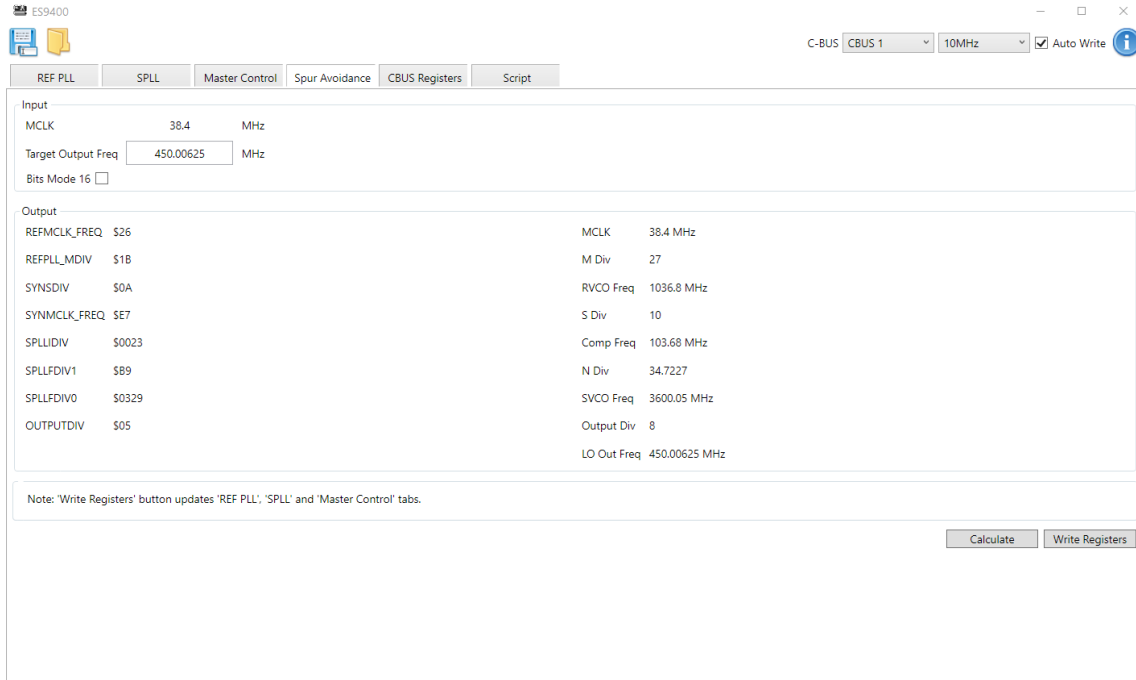 ES9400
C-BUS CBUS 1 10MHz Auto Write
REF PLL SPLL Master Control Spur Avoidance CBUS Registers Script
Input
MCLK 38.4 MHz
Target Output Freq 450.00625 MHz
Bits Mode 16
Output
REFMCLK_FREQ $26 MCLK 38.4 MHz
REFPLL_MDIV $1B M Div 27
SYNSDIV $0A RVCO Freq 1036.8 MHz
SYNMCLK_FREQ $E7 S Div 10
SPLLIDIV $0023 Comp Freq 103.68 MHz
SPLLFDIV1 $B9 N Div 34.7227
SPLLFDIV0 $0329 SVCO Freq 3600.05 MHz
OUTPUTDIV $05 Output Div 8
LO Out Freq 450.00625 MHz
Note: 'Write Registers' button updates 'REF PLL', 'SPLL' and 'Master Control' tabs.
Calculate Write Registers